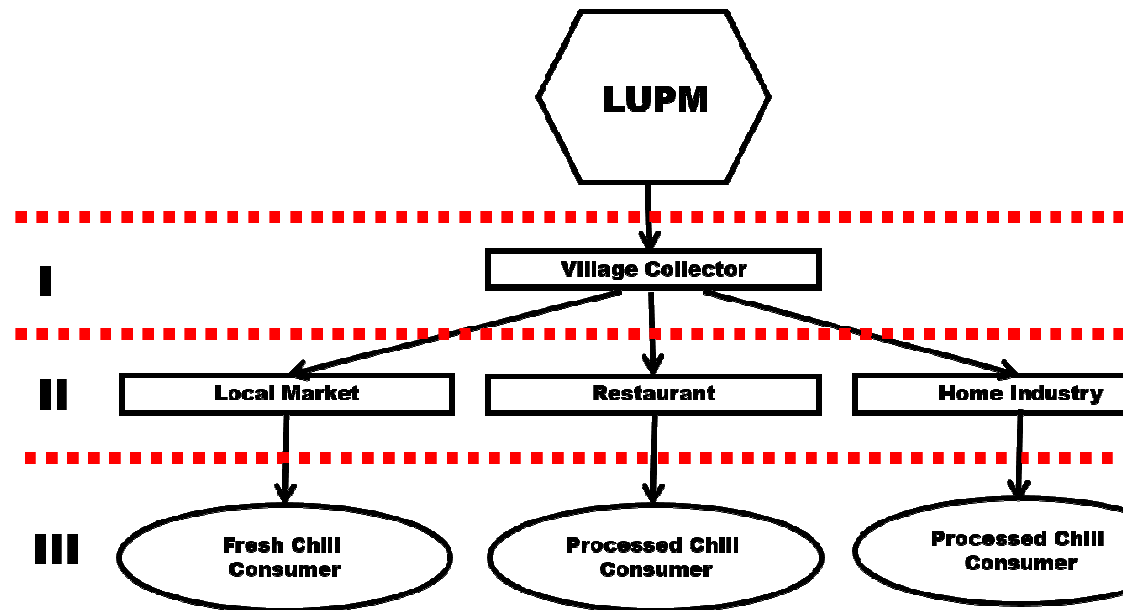 LUPM
I
Village Collector
II
Local Market
Restaurant
Home Industry
III
Fresh Chili
Consumer
Processed Chili
Consumer
Processed Chili
Consumer